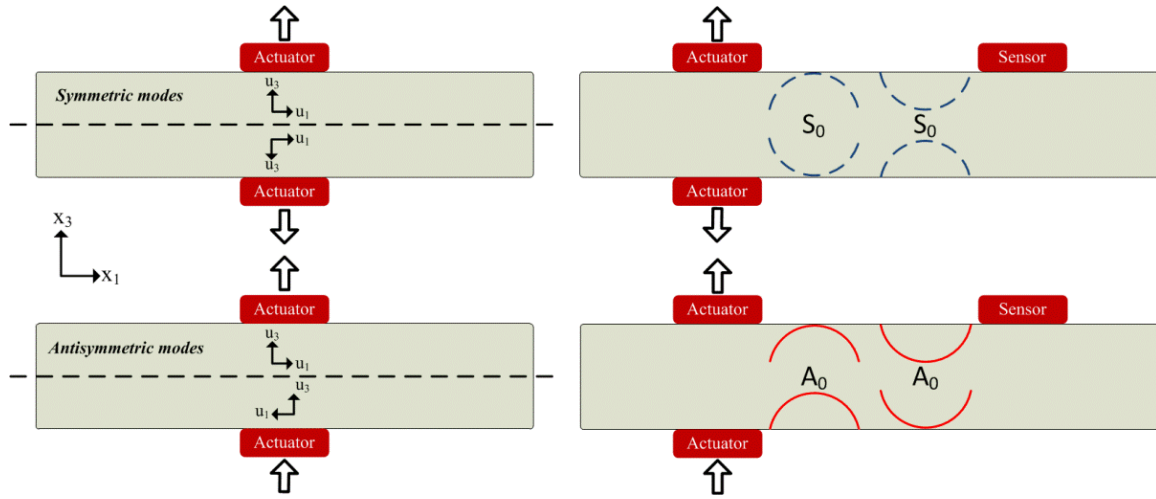 Actuator
Symmetric modes
u3
u1
u1
u3
Actuator
Actuator
Sensor
S0
S0
Actuator
x3
x1
Actuator
Antisymmetric modes
u3
u1
u3
u1
Actuator
Actuator
Sensor
A0
A0
Actuator